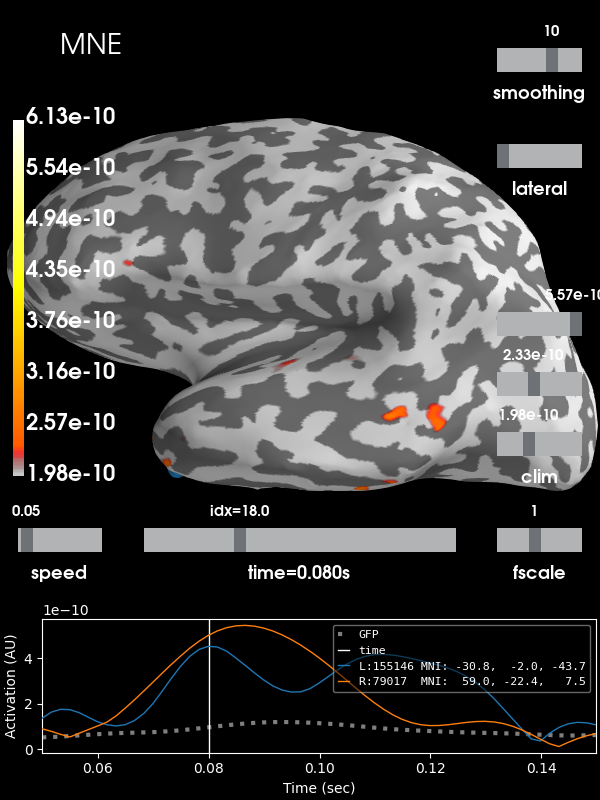 MNE
10
smoothing
6.13e-10
5.54e-10
lateral
4.94e-10
4.35e-10
5.57e-10
3.76e-10
2.33e-10
3.16e-10
1.98e-10
2.57e-10
1.98e-10
clim
0.05
idx=18.0
1
speed
time=0.080s
fscale
1e−10
GFP
time
L:155146 MNI: -30.8,  -2.0, -43.7
R:79017  MNI:  59.0, -22.4,   7.5
Activation (AU)
4
2
0
0.06 0.08 0.10 0.12 0.14
Time (sec)